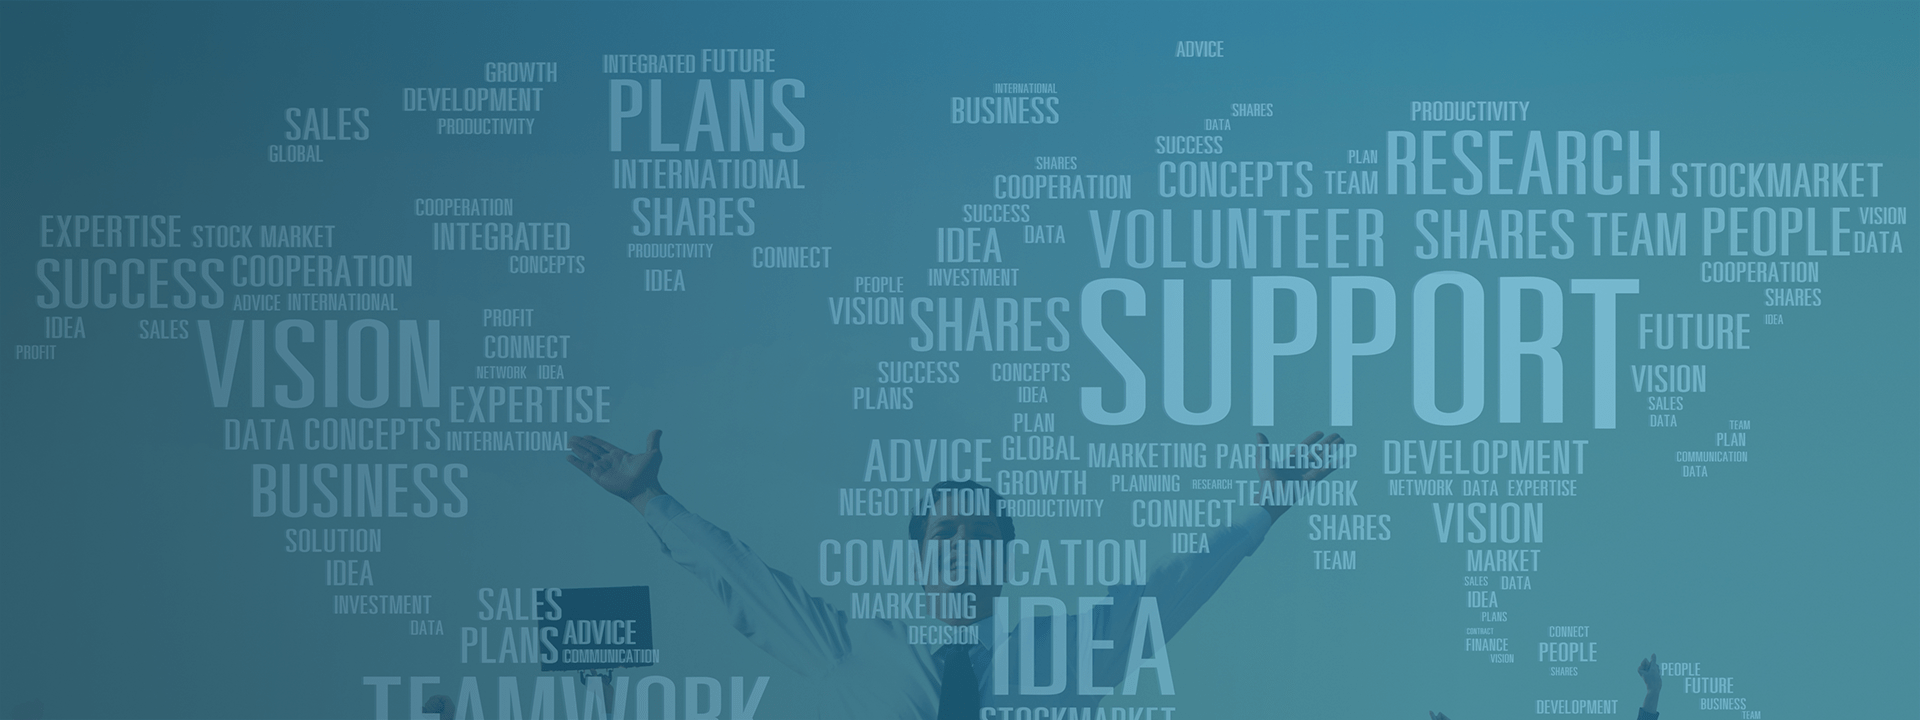 ADVICE
INTEGRATED FUTURE
GROWTH
PLANS
DEVELOPMENT
INTERNATIONAL
BUSINESS
PRODUCTIVITY
SHARES
SALES
PRODUCTIVITY
DATA
GLOBAL
SUCCESS
RESEARCH
PLAN
SHARES
INTERNATIONAL
CONCEPTS
TEAM
STOCKMARKET
COOPERATION
COOPERATION
SHARES
SUCCESS
VOLUNTEER
SHARES TEAM PEOPLE
VISION
DATA
EXPERTISE
STOCK MARKET
INTEGRATED
DATA
IDEA
PRODUCTIVITY
CONNECT
CONCEPTS
SUCCESS
COOPERATION
COOPERATION
INVESTMENT
IDEA
PEOPLE
SUPPORT
ADVICE INTERNATIONAL
SHARES
VISION
SHARES
IDEA
IDEA
SALES
PROFIT
FUTURE
VISION
CONNECT
PROFIT
NETWORK IDEA
SUCCESS
CONCEPTS
VISION
EXPERTISE
PLANS
IDEA
SALES
DATA
PLAN
TEAM
DATA CONCEPTS
INTERNATIONAL
PLAN
ADVICE
GLOBAL
MARKETING PARTNERSHIP
DEVELOPMENT
COMMUNICATION
DATA
BUSINESS
GROWTH
PLANNING
RESEARCH
TEAMWORK
NETWORK DATA EXPERTISE
NEGOTIATION
PRODUCTIVITY
CONNECT
SHARES
VISION
SOLUTION
IDEA
COMMUNICATION
TEAM
MARKET
IDEA
SALES
DATA
INVESTMENT
SALES
MARKETING
IDEA
IDEA
PLANS
DATA
PLANS
ADVICE
DECISION
CONTRACT
CONNECT
FINANCE
PEOPLE
COMMUNICATION
VISION
SHARES
PEOPLE
TEAMWORK
FUTURE
STOCKMARKET
DEVELOPMENT
BUSINESS
TEAM